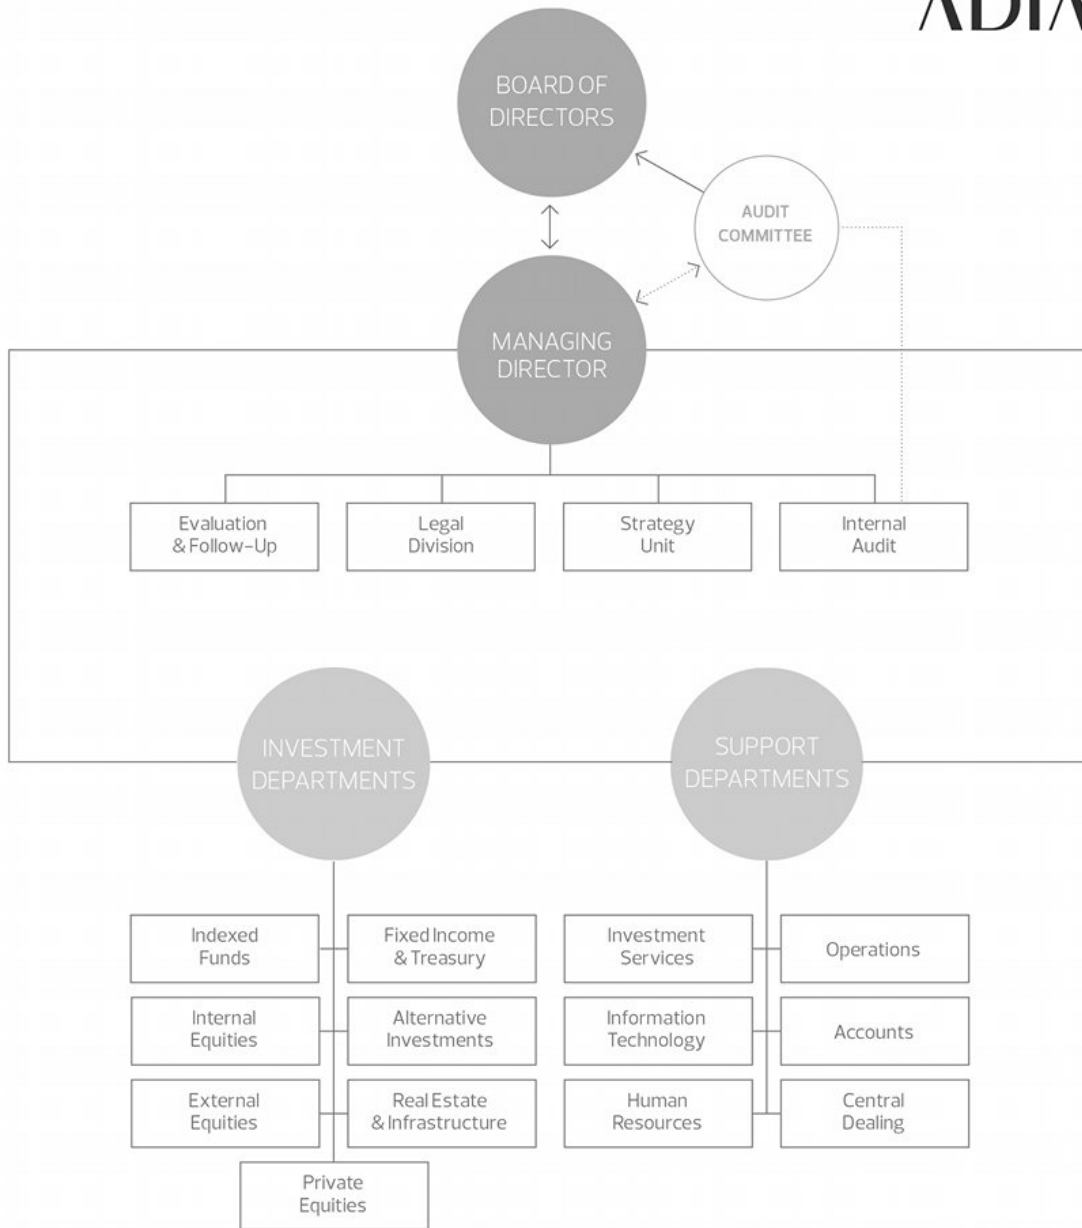 ADIA
BOARD OF
DIRECTORS
AUDIT
COMMITTEE
MANAGING
DIRECTOR
Evaluation
& Follow-Up
Legal
Division
Strategy
Unit
Internal
Audit
INVESTMENT
DEPARTMENTS
SUPPORT
DEPARTMENTS
Indexed
Funds
Fixed Income
& Treasury
Investment
Services
Operations
Internal
Equities
Alternative
Investments
Information
Technology
Accounts
External
Equities
Real Estate
& Infrastructure
Human
Resources
Central
Dealing
Private
Equities